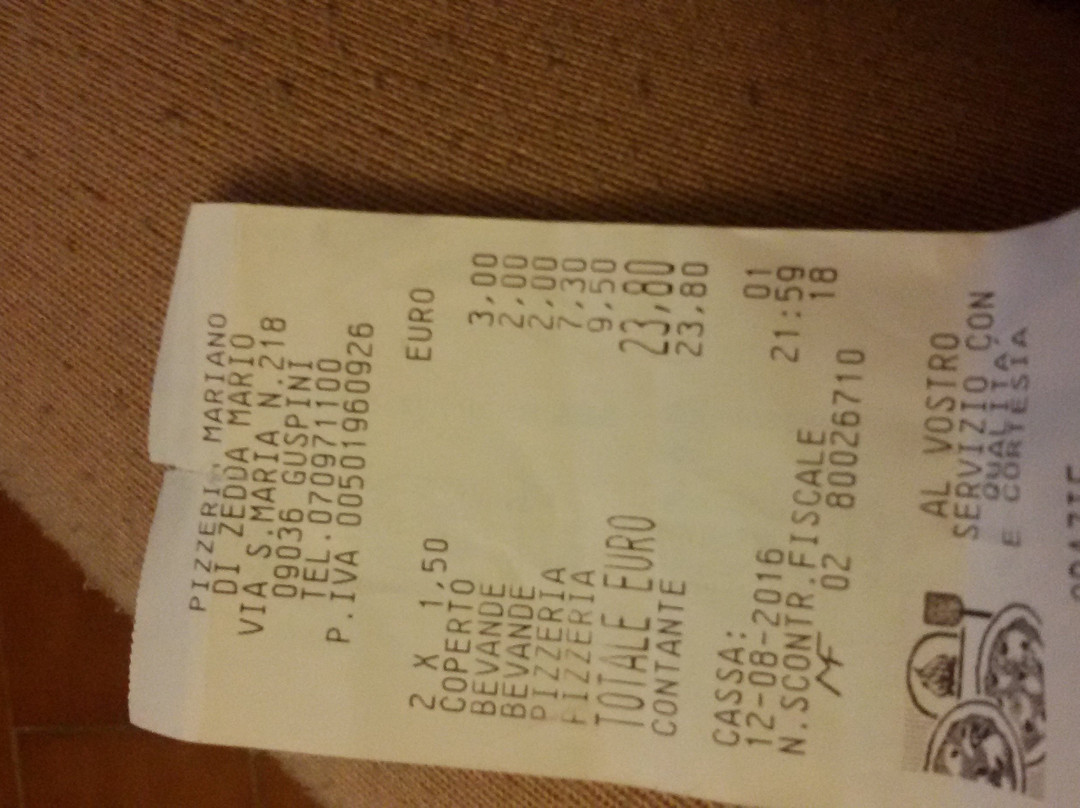 PIZZERIA MARIANO
DI ZEDDA MARIO
VIA S.MARIA N.218
09036 GUSPINI
TEL.070971100
P.IVA 00501960926
EURO
2 X 1,50
COPERTO 3,00
BEVANDE 2,00
BEVANDE 2,00
PIZZERIA 7,30
PIZZERIA 9,50
TOTALE EURO 23,80
CONTANTE 23,80
CASSA: 01
12-08-2016 21:59
N.SCONTR.FISCALE 18
MF 02 80026710
AL VOSTRO
SERVIZIO CON
QUALITA'
E CORTESIA